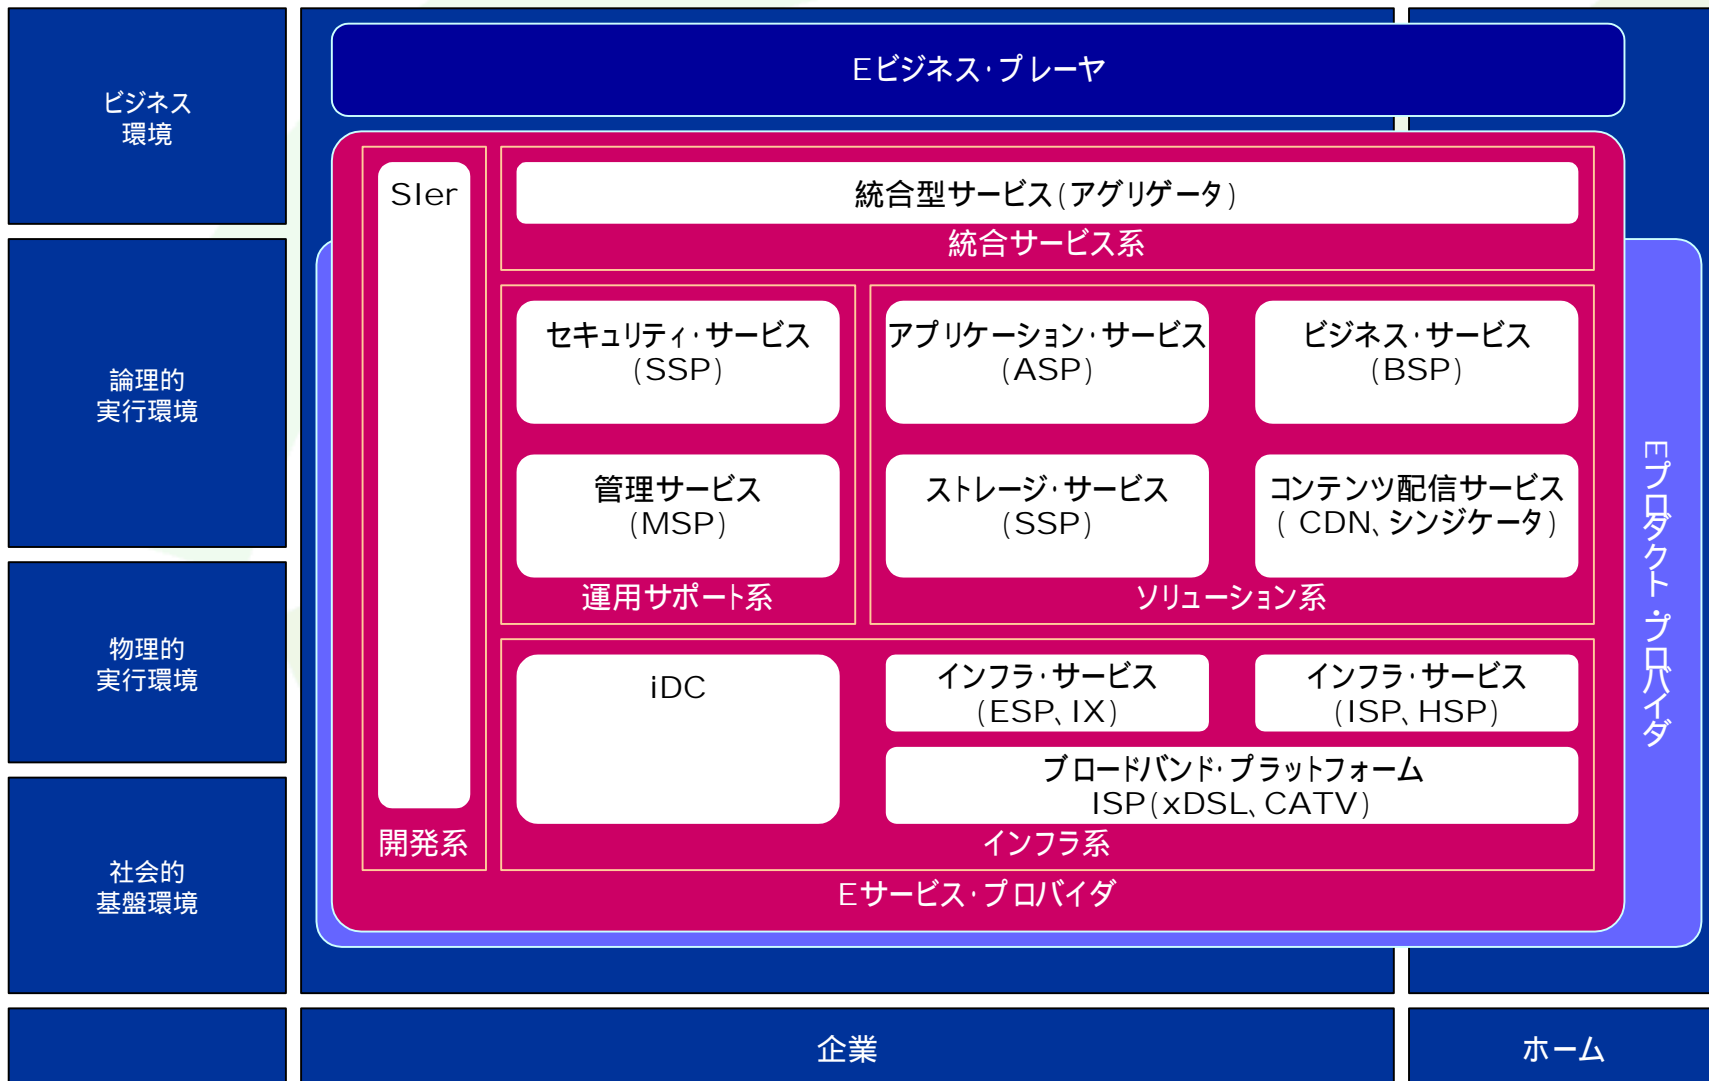 Eビジネス・プレーヤ
ビジネス
環境
SIer
統合型サービス(アグリゲータ)
統合サービス系
論理的
実行環境
セキュリティ・サービス
(SSP)
アプリケーション・サービス
(ASP)
ビジネス・サービス
(BSP)
管理サービス
(MSP)
ストレージ・サービス
(SSP)
コンテンツ配信サービス
( CDN、シンジケータ)
運用サポート系
ソリューション系
Eプロダクト・プロバイダ
物理的
実行環境
iDC
インフラ・サービス
(ESP、IX)
インフラ・サービス
(ISP、HSP)
ブロードバンド・プラットフォーム
ISP(xDSL、CATV)
開発系
インフラ系
社会的
基盤環境
Eサービス・プロバイダ
企業
ホーム